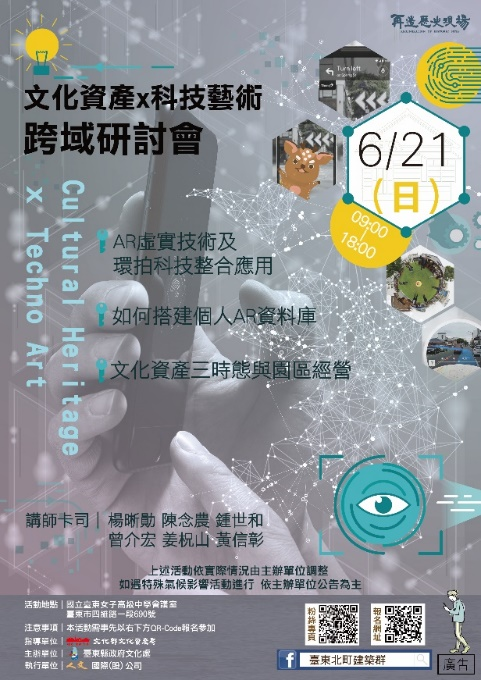 再造歷史現場
Turn left
文化資產x科技藝術
跨域研討會
6/21
(日)
09:00
18:00
Cultural Heritage
x Techno Art
AR虛實技術及
環拍科技整合應用
如何搭建個人AR資料庫
文化資產三時態與園區經營
講師卡司｜楊晰勛 陳念農 鍾世和
曾介宏 姜柷山 黃信彰
上述活動依實際情況由主辦單位調整
如遇特殊氣候影響活動進行 依主辦單位公告為主
活動地點｜國立臺東女子高級中學會議室
臺東市四維路一段690號
注意事項｜本活動需事先以右下方QR-Code報名參加
指導單位｜文化部文化資產局
主辦單位｜臺東縣政府文化處
執行單位｜人文國際(股)公司
粉絲專頁
報名網址
f 臺東北町建築群
廣告